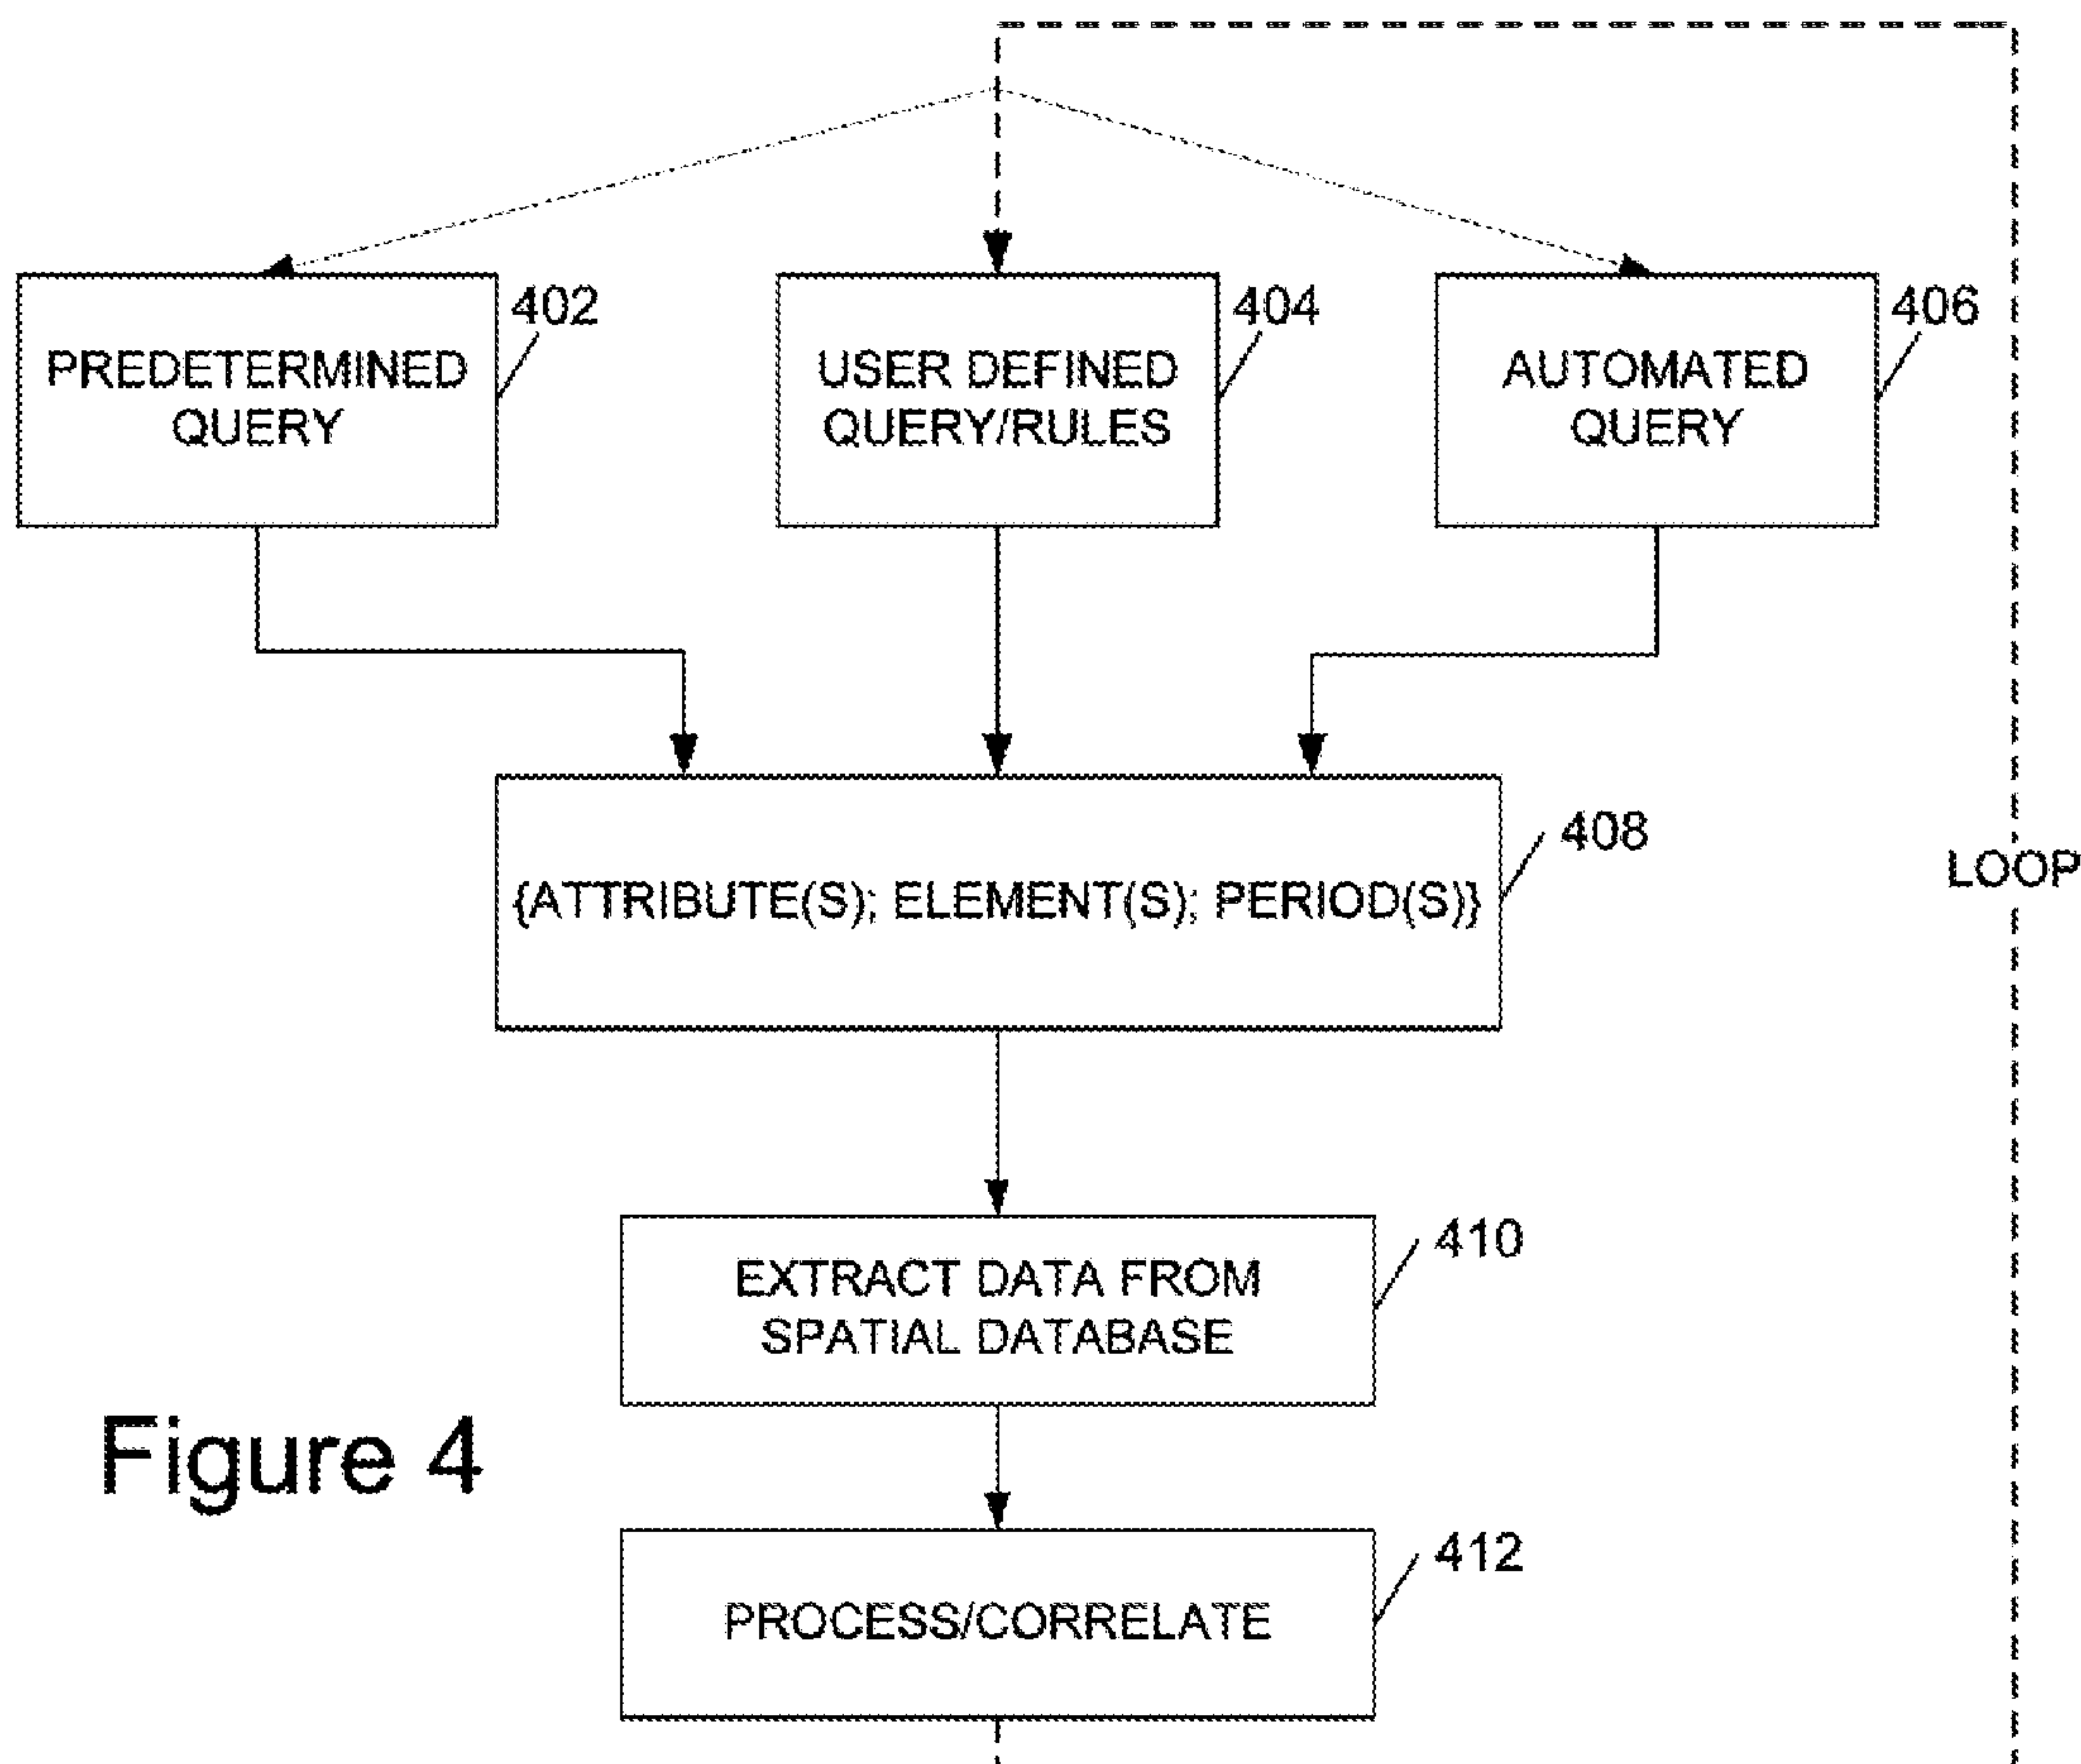 402
PREDETERMINED
QUERY
404
USER DEFINED
QUERY/RULES
406
AUTOMATED
QUERY
408
{ATTRIBUTE(S); ELEMENT(S); PERIOD(S)}
LOOP
410
EXTRACT DATA FROM
SPATIAL DATABASE
Figure 4
412
PROCESS/CORRELATE